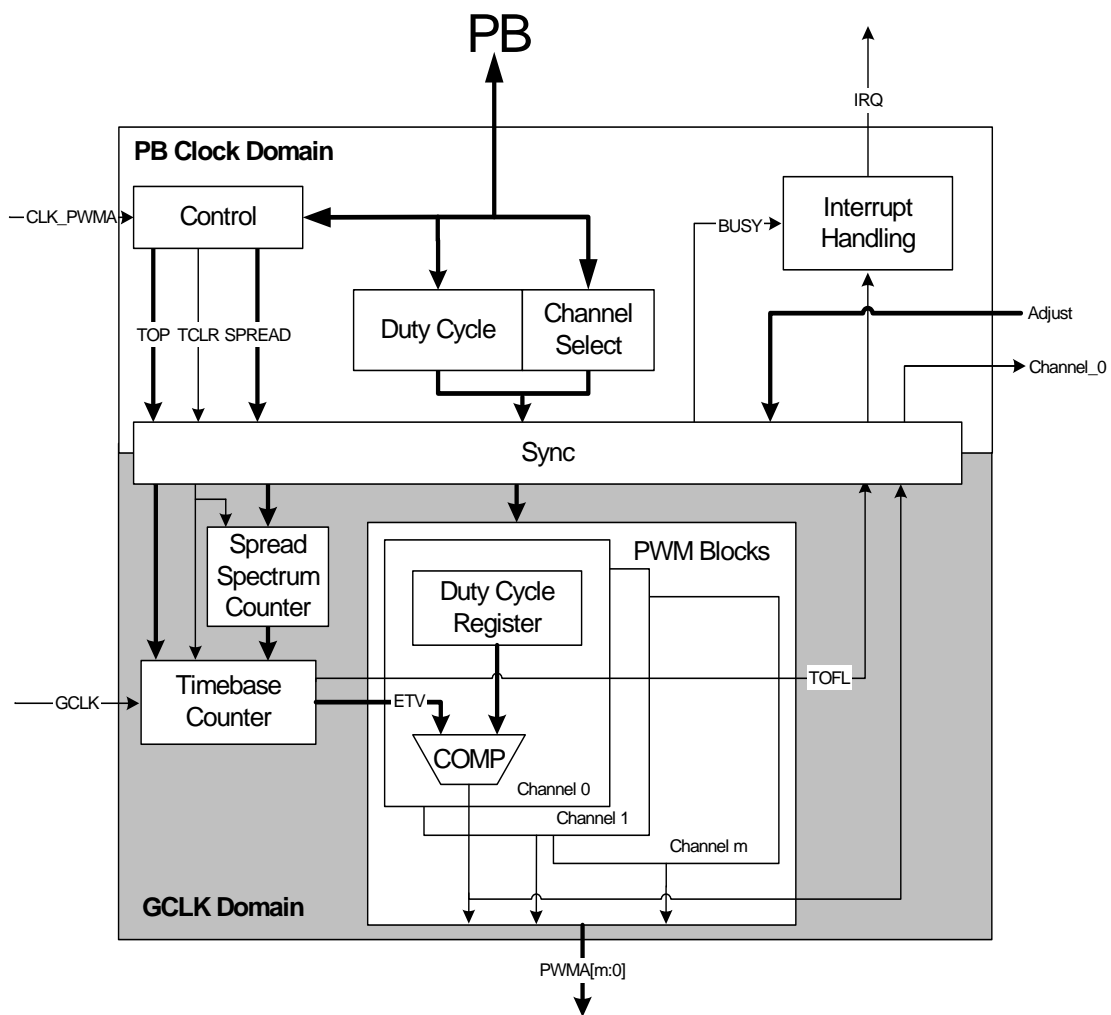 PB
IRQ
PB Clock Domain
CLK_PWMA
Control
BUSY
Interrupt
Handling
TOP
TCLR
SPREAD
Duty Cycle
Channel
Select
Adjust
Channel_0
Sync
Spread
Spectrum
Counter
PWM Blocks
Duty Cycle
Register
GCLK
Timebase
Counter
ETV
TOFL
COMP
Channel 0
Channel 1
Channel m
GCLK Domain
PWMA[m:0]